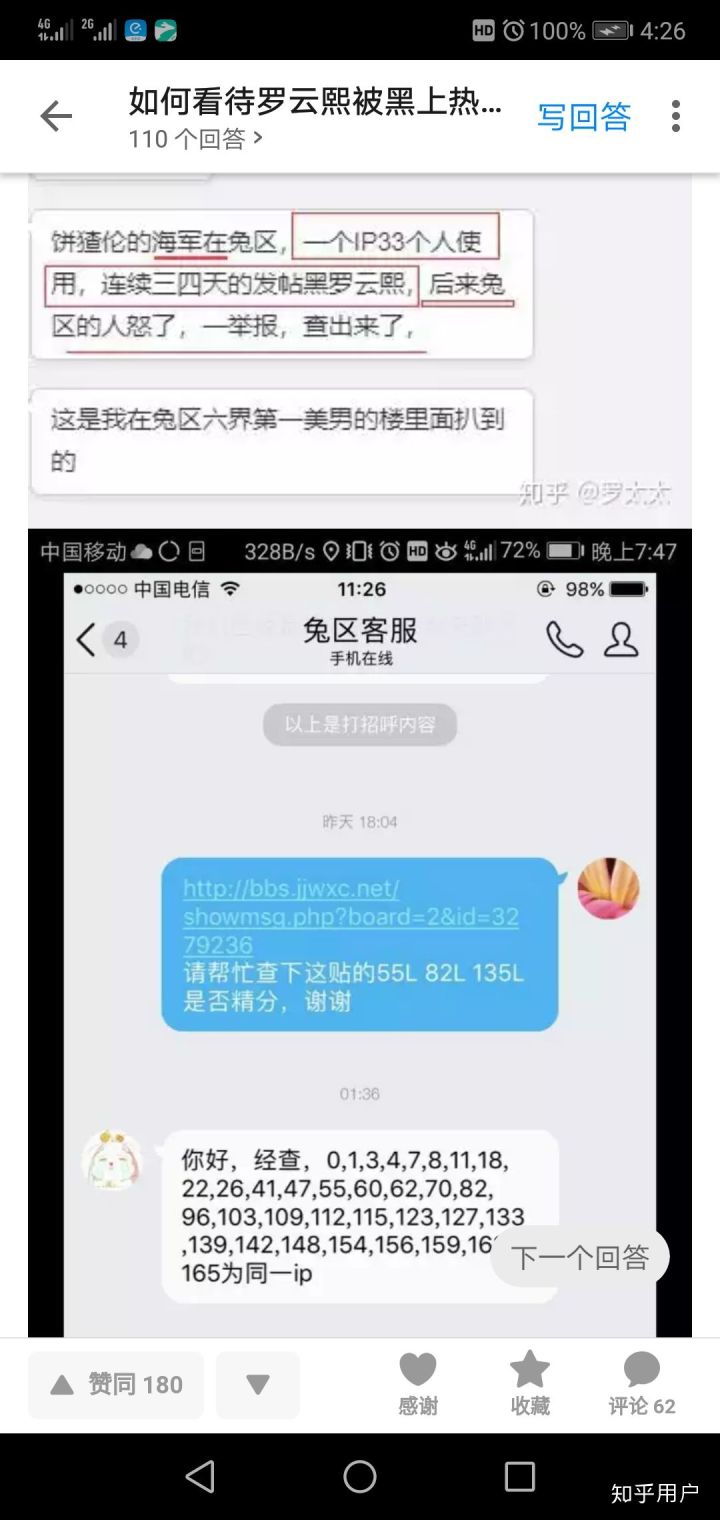 4G 2G HD 100% 4:26
如何看待罗云熙被黑上热...
110 个回答 >
写回答
饼渣伦的海军在兔区，一个IP33个人使
用，连续三四天的发帖黑罗云熙，后来兔
区的人怒了，一举报，查出来了，
这是我在兔区六界第一美男的楼里面扒到
的
知乎 @罗太太
中国移动 328B/s HD 4G 72% 晚上7:47
中国电信 11:26 98%
4 兔区客服
手机在线
以上是打招呼内容
昨天 18:04
http://bbs.jjwxc.net/
showmsg.php?board=2&id=32
79236
请帮忙查下这贴的55L 82L 135L
是否精分，谢谢
01:36
你好，经查，0,1,3,4,7,8,11,18,
22,26,41,47,55,60,62,70,82,
96,103,109,112,115,123,127,133
,139,142,148,154,156,159,16
165为同一ip
下一个回答
赞同 180
感谢
收藏
评论 62
知乎用户